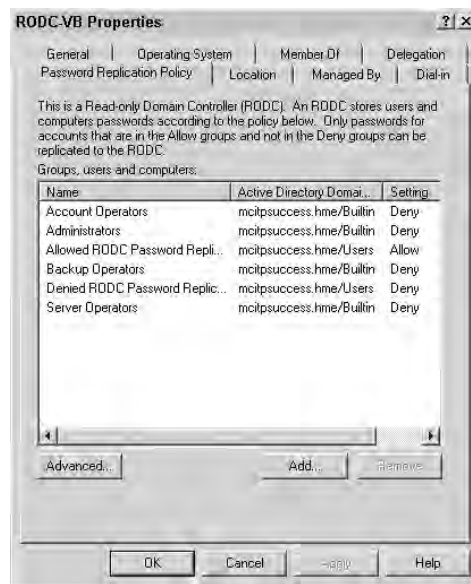 RODC-VB Properties
? x
General
Operating System
Member Of
Delegation
Password Replication Policy
Location
Managed By
Dial-in
This is a Read-only Domain Controller (RODC). An RODC stores users and
computers passwords according to the policy below. Only passwords for
accounts that are in the Allow groups and not in the Deny groups can be
replicated to the RODC.
Groups, users and computers:
Name Active Directory Domai... Setting
Account Operators mcitpsuccess.hme/Builtin Deny
Administrators mcitpsuccess.hme/Builtin Deny
Allowed RODC Password Repli... mcitpsuccess.hme/Users Allow
Backup Operators mcitpsuccess.hme/Builtin Deny
Denied RODC Password Replic... mcitpsuccess.hme/Users Deny
Server Operators mcitpsuccess.hme/Builtin Deny
Advanced... Add... Remove
OK Cancel Apply Help